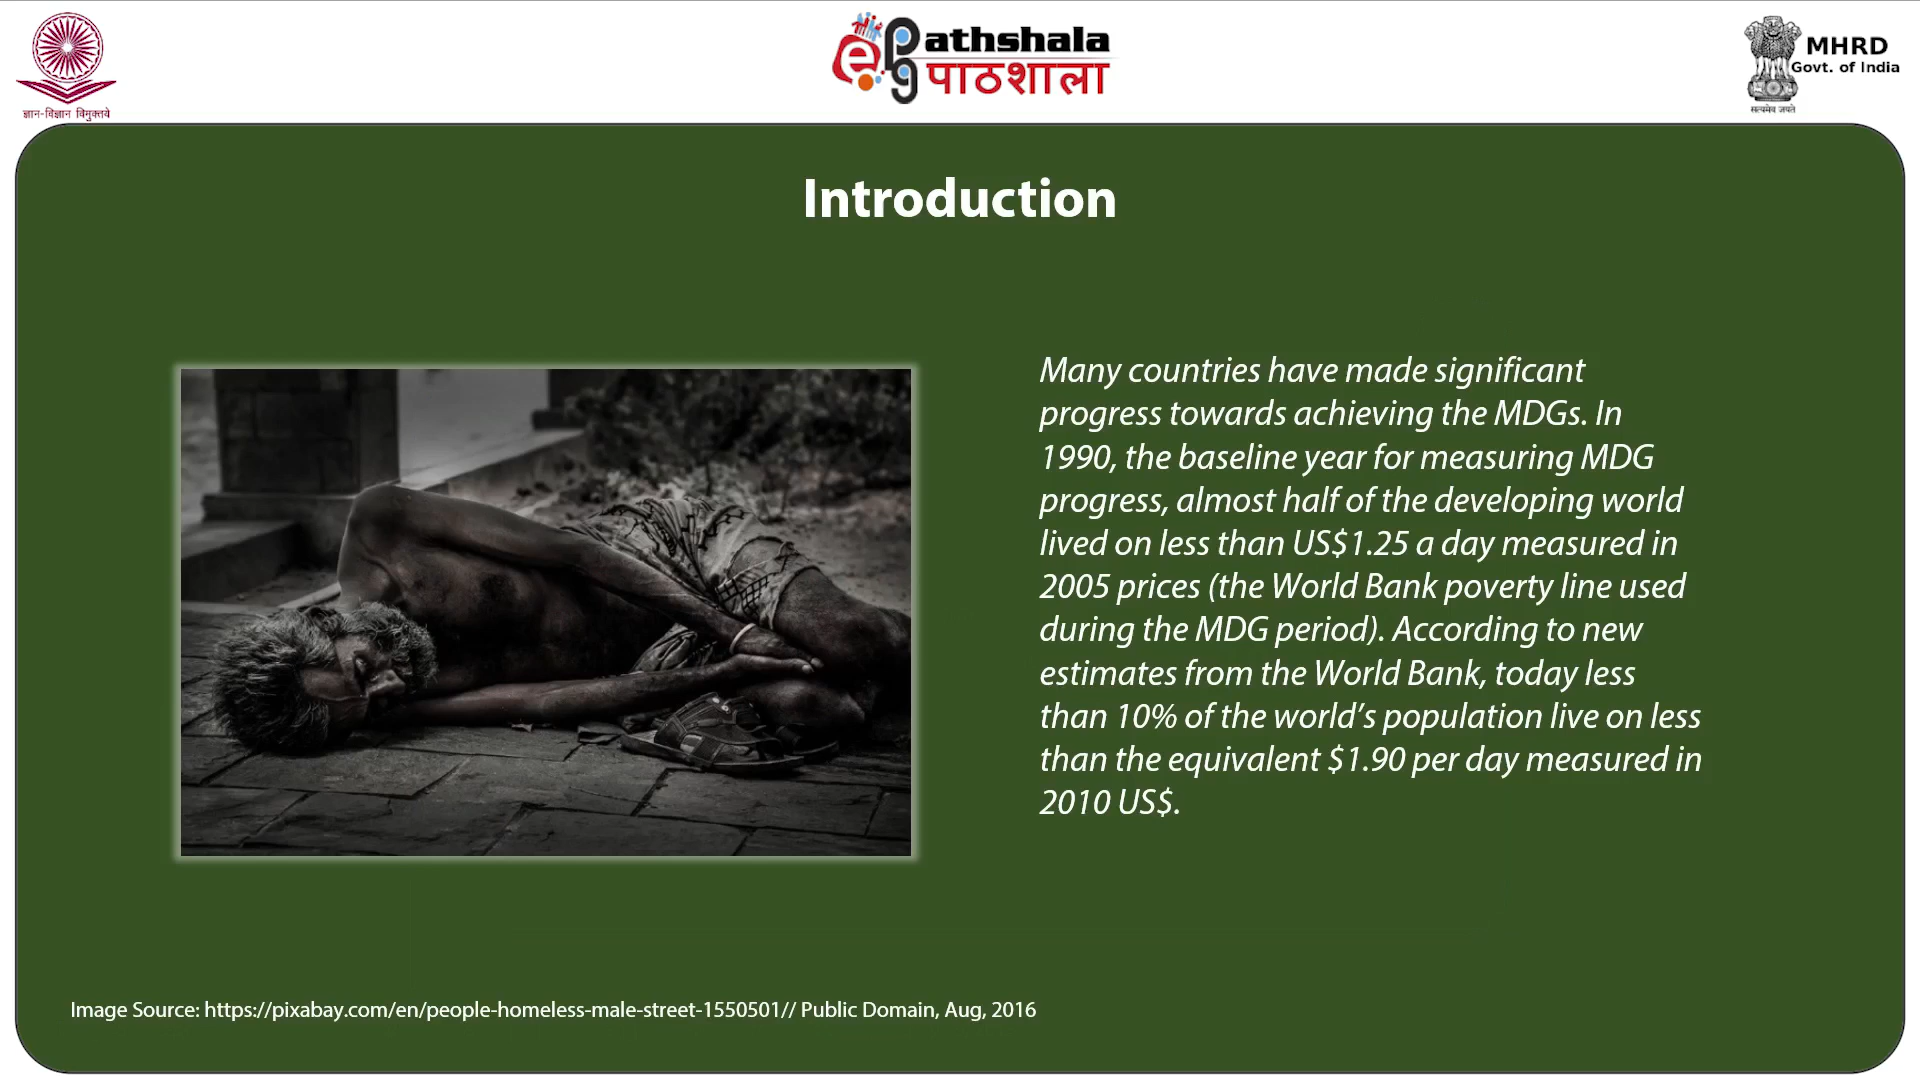 ज्ञान-विज्ञान विमुक्तये
e Pg athshala
पाठशाला
MHRD
Govt. of India
सत्यमेव जयते
Introduction
Many countries have made significant
progress towards achieving the MDGs. In
1990, the baseline year for measuring MDG
progress, almost half of the developing world
lived on less than US$1.25 a day measured in
2005 prices (the World Bank poverty line used
during the MDG period). According to new
estimates from the World Bank, today less
than 10% of the world’s population live on less
than the equivalent $1.90 per day measured in
2010 US$.
Image Source: https://pixabay.com/en/people-homeless-male-street-1550501// Public Domain, Aug, 2016